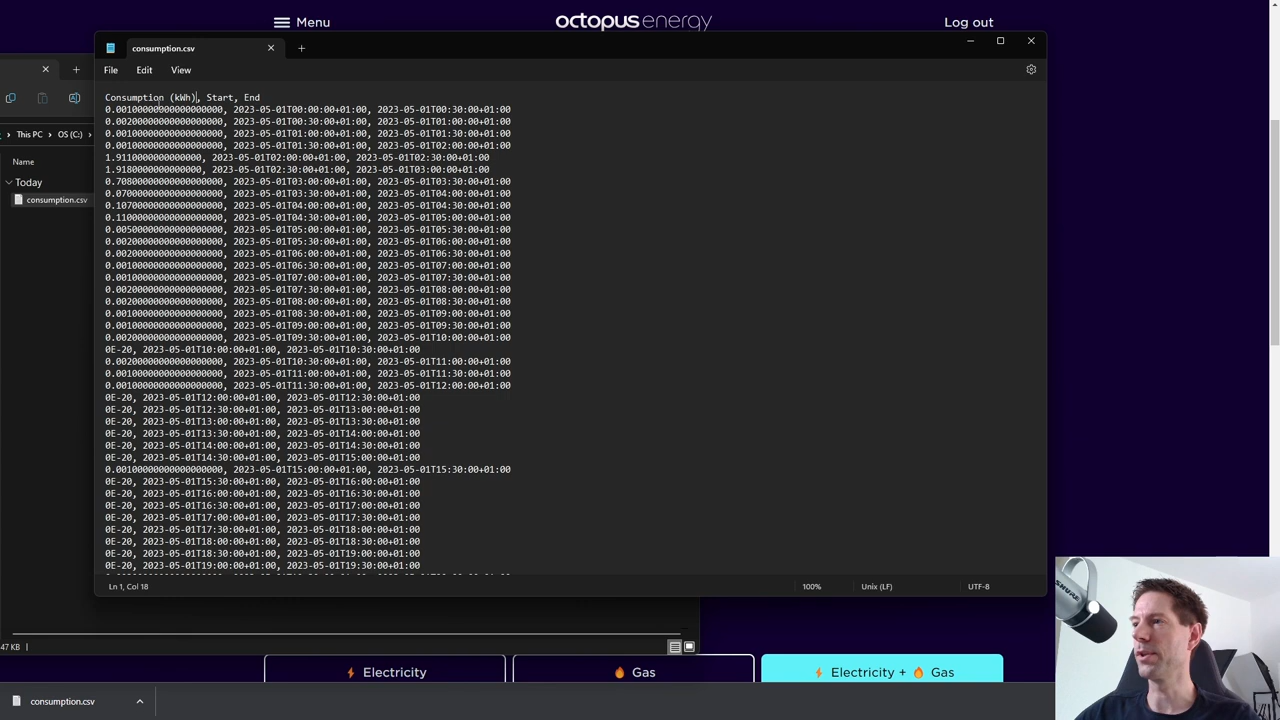 Menu
octopus energy
Log out
consumption.csv
File
Edit
View
This PC
OS (C:)
Name
Today
consumption.csv
Consumption (kWh), Start, End
0.00100000000000000000, 2023-05-01T00:00:00+01:00, 2023-05-01T00:30:00+01:00
0.00200000000000000000, 2023-05-01T00:30:00+01:00, 2023-05-01T01:00:00+01:00
0.00100000000000000000, 2023-05-01T01:00:00+01:00, 2023-05-01T01:30:00+01:00
0.00100000000000000000, 2023-05-01T01:30:00+01:00, 2023-05-01T02:00:00+01:00
1.9110000000000000, 2023-05-01T02:00:00+01:00, 2023-05-01T02:30:00+01:00
1.9180000000000000, 2023-05-01T02:30:00+01:00, 2023-05-01T03:00:00+01:00
0.70800000000000000000, 2023-05-01T03:00:00+01:00, 2023-05-01T03:30:00+01:00
0.07000000000000000000, 2023-05-01T03:30:00+01:00, 2023-05-01T04:00:00+01:00
0.10700000000000000000, 2023-05-01T04:00:00+01:00, 2023-05-01T04:30:00+01:00
0.11000000000000000000, 2023-05-01T04:30:00+01:00, 2023-05-01T05:00:00+01:00
0.00500000000000000000, 2023-05-01T05:00:00+01:00, 2023-05-01T05:30:00+01:00
0.00200000000000000000, 2023-05-01T05:30:00+01:00, 2023-05-01T06:00:00+01:00
0.00200000000000000000, 2023-05-01T06:00:00+01:00, 2023-05-01T06:30:00+01:00
0.00100000000000000000, 2023-05-01T06:30:00+01:00, 2023-05-01T07:00:00+01:00
0.00100000000000000000, 2023-05-01T07:00:00+01:00, 2023-05-01T07:30:00+01:00
0.00200000000000000000, 2023-05-01T07:30:00+01:00, 2023-05-01T08:00:00+01:00
0.00200000000000000000, 2023-05-01T08:00:00+01:00, 2023-05-01T08:30:00+01:00
0.00100000000000000000, 2023-05-01T08:30:00+01:00, 2023-05-01T09:00:00+01:00
0.00100000000000000000, 2023-05-01T09:00:00+01:00, 2023-05-01T09:30:00+01:00
0.00200000000000000000, 2023-05-01T09:30:00+01:00, 2023-05-01T10:00:00+01:00
0E-20, 2023-05-01T10:00:00+01:00, 2023-05-01T10:30:00+01:00
0.00200000000000000000, 2023-05-01T10:30:00+01:00, 2023-05-01T11:00:00+01:00
0.00100000000000000000, 2023-05-01T11:00:00+01:00, 2023-05-01T11:30:00+01:00
0.00100000000000000000, 2023-05-01T11:30:00+01:00, 2023-05-01T12:00:00+01:00
0E-20, 2023-05-01T12:00:00+01:00, 2023-05-01T12:30:00+01:00
0E-20, 2023-05-01T12:30:00+01:00, 2023-05-01T13:00:00+01:00
0E-20, 2023-05-01T13:00:00+01:00, 2023-05-01T13:30:00+01:00
0E-20, 2023-05-01T13:30:00+01:00, 2023-05-01T14:00:00+01:00
0E-20, 2023-05-01T14:00:00+01:00, 2023-05-01T14:30:00+01:00
0E-20, 2023-05-01T14:30:00+01:00, 2023-05-01T15:00:00+01:00
0.00100000000000000000, 2023-05-01T15:00:00+01:00, 2023-05-01T15:30:00+01:00
0E-20, 2023-05-01T15:30:00+01:00, 2023-05-01T16:00:00+01:00
0E-20, 2023-05-01T16:00:00+01:00, 2023-05-01T16:30:00+01:00
0E-20, 2023-05-01T16:30:00+01:00, 2023-05-01T17:00:00+01:00
0E-20, 2023-05-01T17:00:00+01:00, 2023-05-01T17:30:00+01:00
0E-20, 2023-05-01T17:30:00+01:00, 2023-05-01T18:00:00+01:00
0E-20, 2023-05-01T18:00:00+01:00, 2023-05-01T18:30:00+01:00
0E-20, 2023-05-01T18:30:00+01:00, 2023-05-01T19:00:00+01:00
0E-20, 2023-05-01T19:00:00+01:00, 2023-05-01T19:30:00+01:00
Ln 1, Col 18
100%
Unix (LF)
UTF-8
47 KB
SHURE
Electricity
Gas
Electricity + Gas
consumption.csv